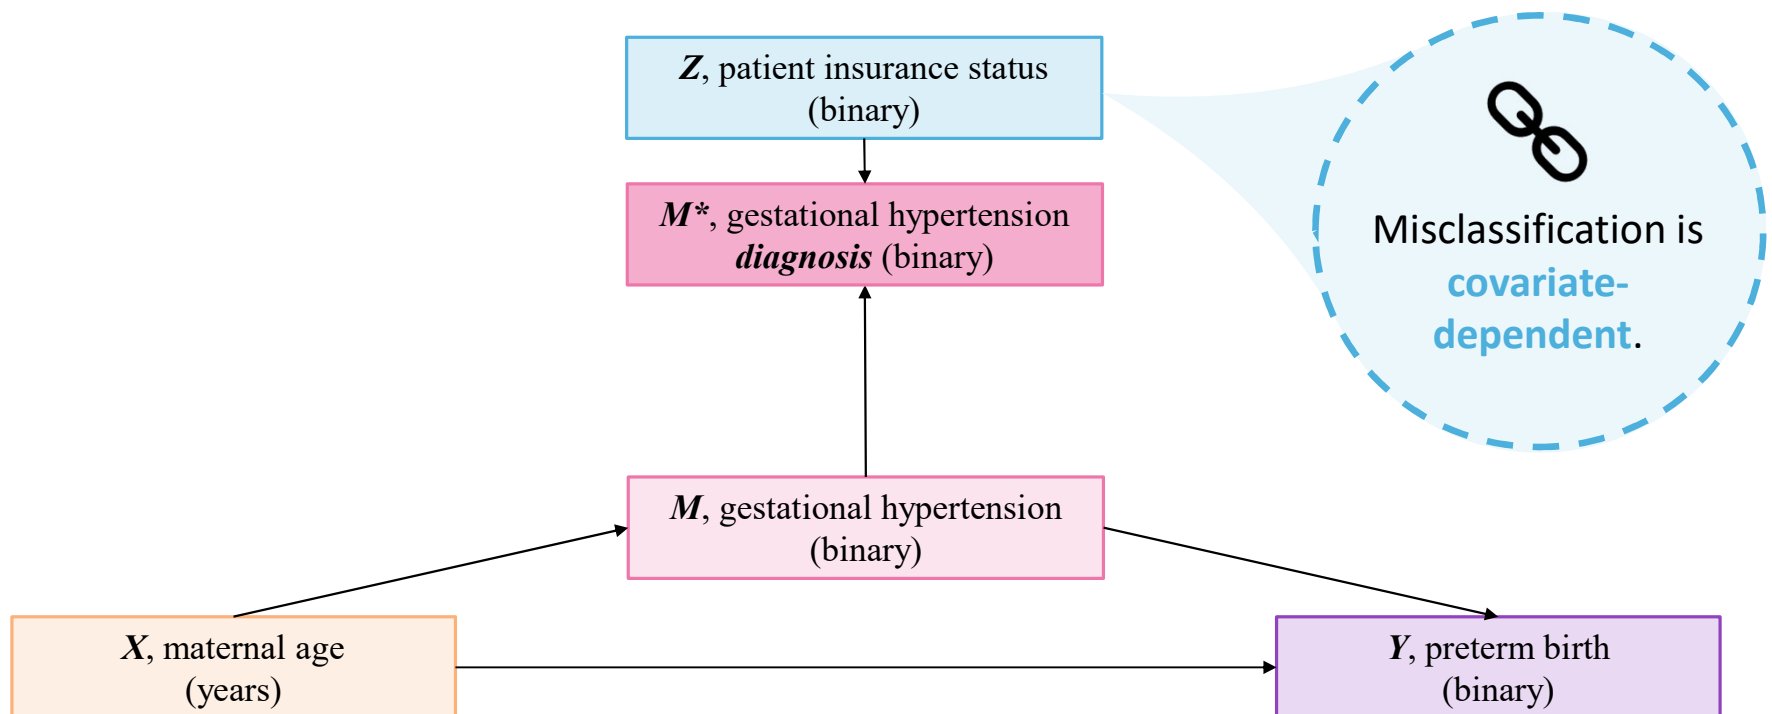 Z, patient insurance status
(binary)
M*, gestational hypertension
diagnosis (binary)
Misclassification is
covariate-
dependent.
M, gestational hypertension
(binary)
X, maternal age
(years)
Y, preterm birth
(binary)